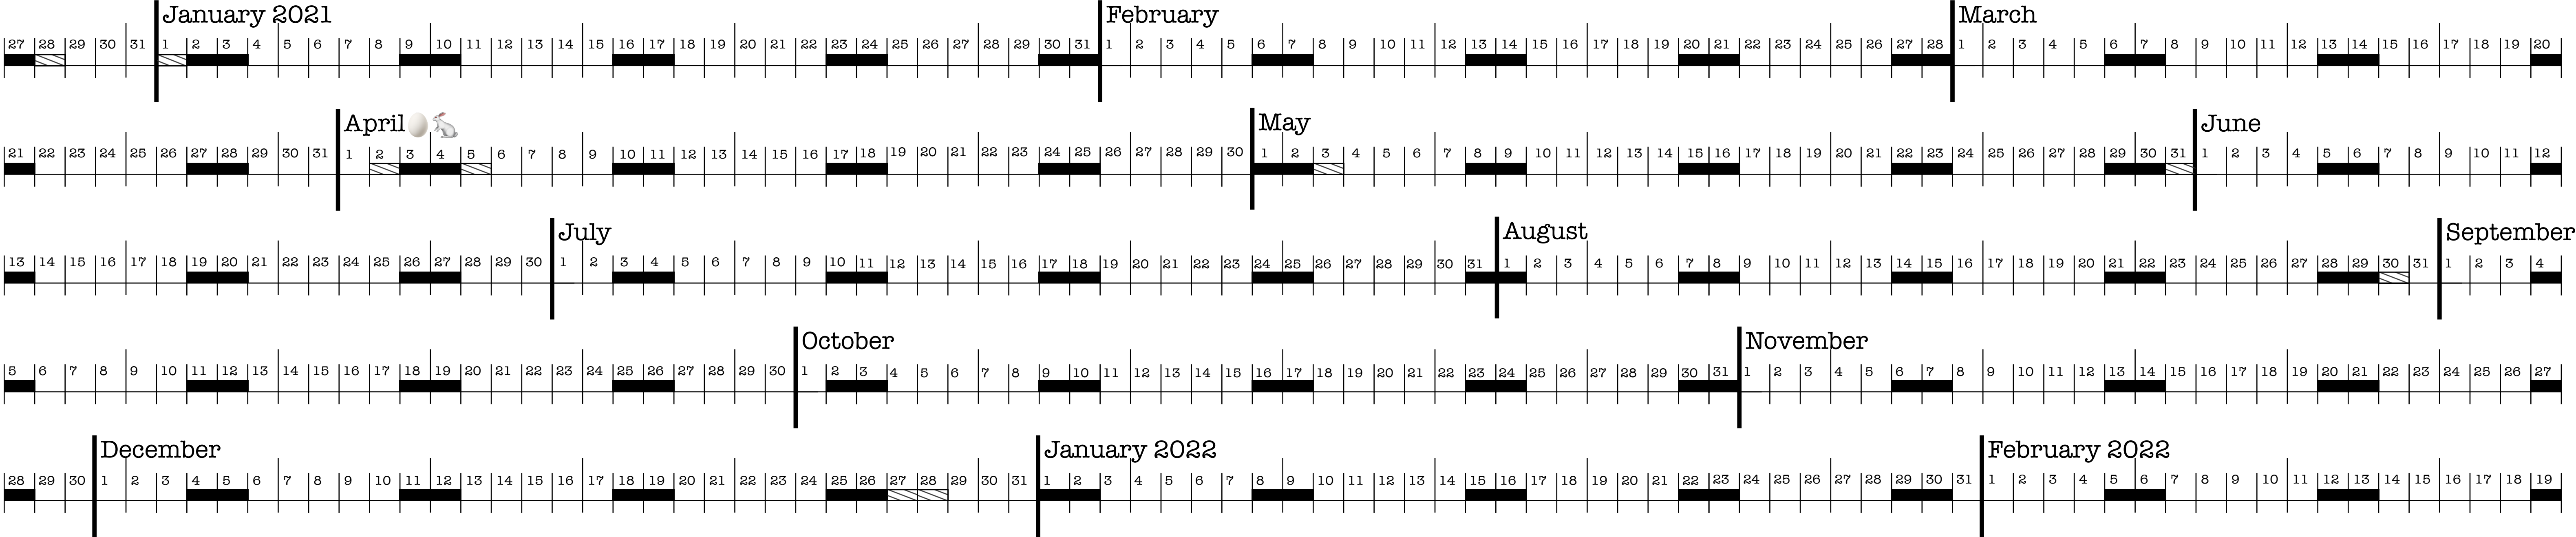 January 2021 February March
27 28 29 30 31 1 2 3 4 5 6 7 8 9 10 11 12 13 14 15 16 17 18 19 20 21 22 23 24 25 26 27 28 29 30 31 1 2 3 4 5 6 7 8 9 10 11 12 13 14 15 16 17 18 19 20 21 22 23 24 25 26 27 28 1 2 3 4 5 6 7 8 9 10 11 12 13 14 15 16 17 18 19 20
April May June
21 22 23 24 25 26 27 28 29 30 31 1 2 3 4 5 6 7 8 9 10 11 12 13 14 15 16 17 18 19 20 21 22 23 24 25 26 27 28 29 30 1 2 3 4 5 6 7 8 9 10 11 12 13 14 15 16 17 18 19 20 21 22 23 24 25 26 27 28 29 30 31 1 2 3 4 5 6 7 8 9 10 11 12
July August September
13 14 15 16 17 18 19 20 21 22 23 24 25 26 27 28 29 30 1 2 3 4 5 6 7 8 9 10 11 12 13 14 15 16 17 18 19 20 21 22 23 24 25 26 27 28 29 30 31 1 2 3 4 5 6 7 8 9 10 11 12 13 14 15 16 17 18 19 20 21 22 23 24 25 26 27 28 29 30 31 1 2 3 4
October November
5 6 7 8 9 10 11 12 13 14 15 16 17 18 19 20 21 22 23 24 25 26 27 28 29 30 1 2 3 4 5 6 7 8 9 10 11 12 13 14 15 16 17 18 19 20 21 22 23 24 25 26 27 28 29 30 31 1 2 3 4 5 6 7 8 9 10 11 12 13 14 15 16 17 18 19 20 21 22 23 24 25 26 27
December January 2022 February 2022
28 29 30 1 2 3 4 5 6 7 8 9 10 11 12 13 14 15 16 17 18 19 20 21 22 23 24 25 26 27 28 29 30 31 1 2 3 4 5 6 7 8 9 10 11 12 13 14 15 16 17 18 19 20 21 22 23 24 25 26 27 28 29 30 31 1 2 3 4 5 6 7 8 9 10 11 12 13 14 15 16 17 18 19